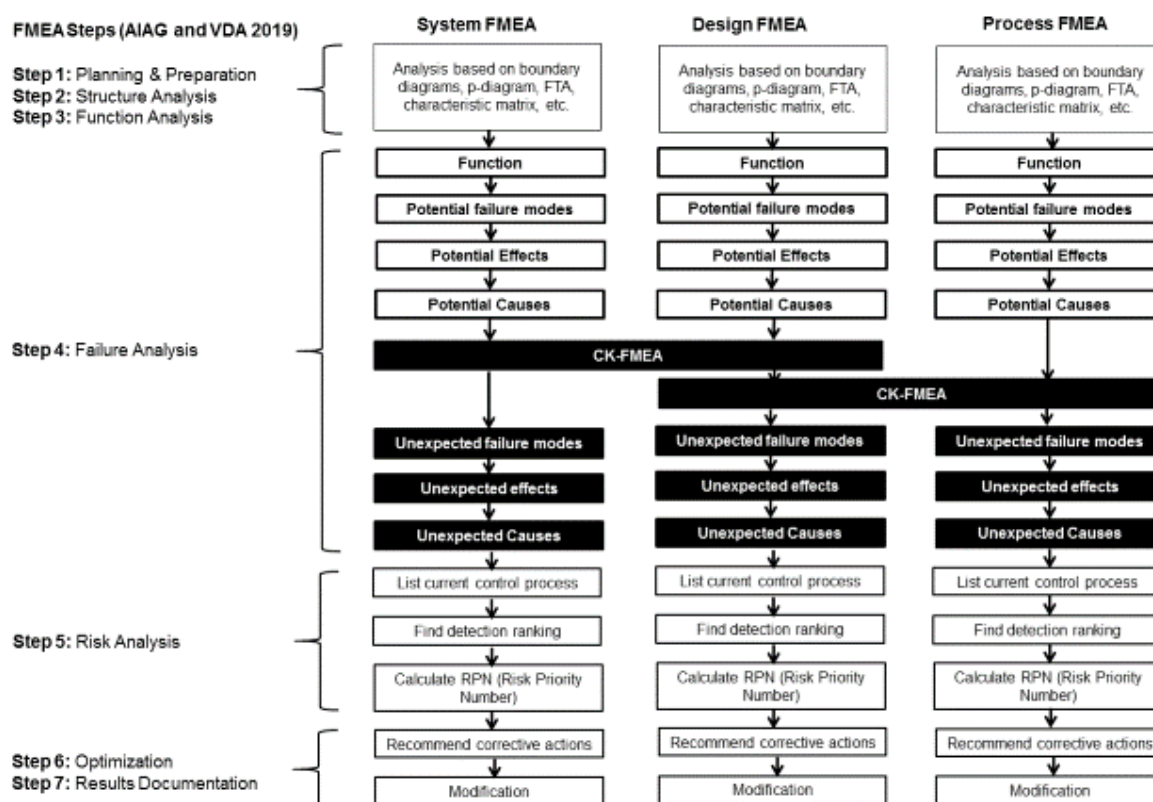 FMEA Steps (AIAG and VDA 2019)
System FMEA
Design FMEA
Process FMEA
Step 1: Planning & Preparation
Step 2: Structure Analysis
Step 3: Function Analysis
Analysis based on boundary
diagrams, p-diagram, FTA,
characteristic matrix, etc.
Analysis based on boundary
diagrams, p-diagram, FTA,
characteristic matrix, etc.
Analysis based on boundary
diagrams, p-diagram, FTA,
characteristic matrix, etc.
Function
Function
Function
Potential failure modes
Potential failure modes
Potential failure modes
Potential Effects
Potential Effects
Potential Effects
Potential Causes
Potential Causes
Potential Causes
Step 4: Failure Analysis
CK-FMEA
CK-FMEA
Unexpected failure modes
Unexpected failure modes
Unexpected failure modes
Unexpected effects
Unexpected effects
Unexpected effects
Unexpected Causes
Unexpected Causes
Unexpected Causes
Step 5: Risk Analysis
List current control process
List current control process
List current control process
Find detection ranking
Find detection ranking
Find detection ranking
Calculate RPN (Risk Priority
Number)
Calculate RPN (Risk Priority
Number)
Calculate RPN (Risk Priority
Number)
Step 6: Optimization
Step 7: Results Documentation
Recommend corrective actions
Recommend corrective actions
Recommend corrective actions
Modification
Modification
Modification